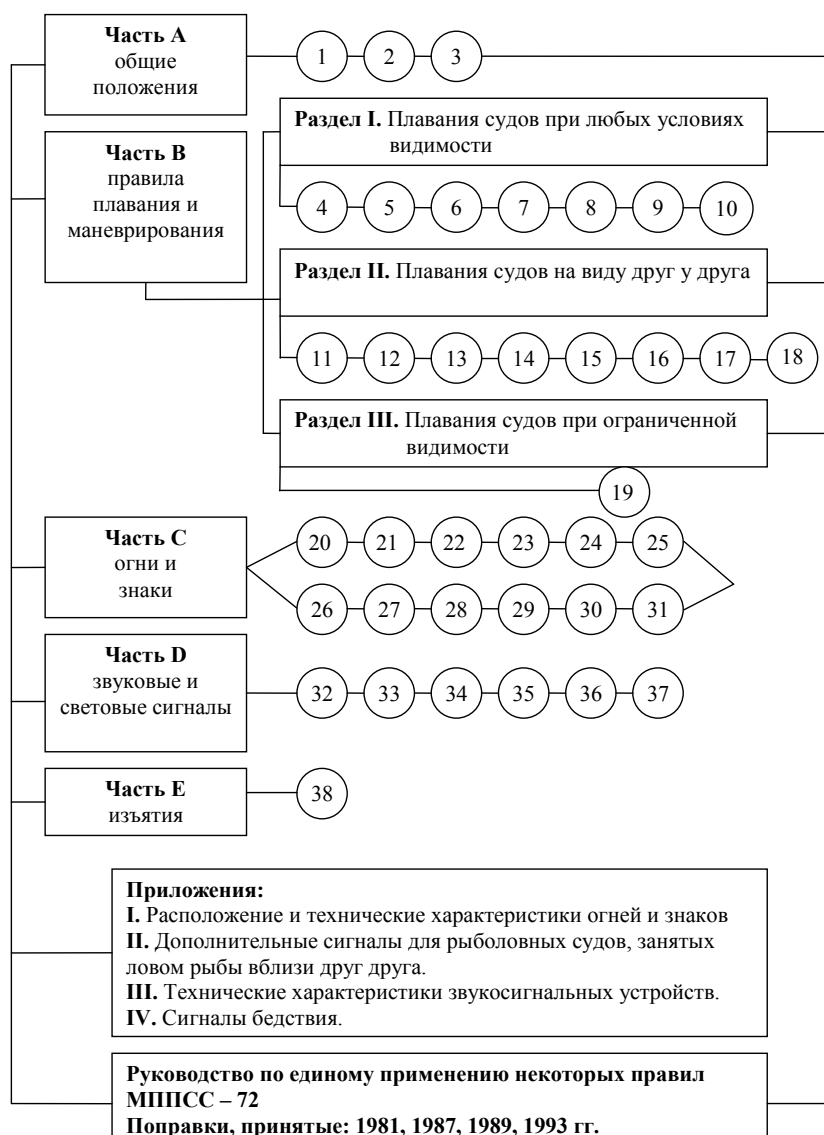 Часть А
общие
положения
1 2 3
Раздел I. Плавания судов при любых условиях
видимости
Часть В
правила
плавания и
маневрирования
4 5 6 7 8 9 10
Раздел II. Плавания судов на виду друг у друга
11 12 13 14 15 16 17 18
Раздел III. Плавания судов при ограниченной
видимости
19
Часть С
огни и
знаки
20 21 22 23 24 25
26 27 28 29 30 31
Часть D
звуковые и
световые сигналы
32 33 34 35 36 37
Часть Е
изъятия
38
Приложения:
I. Расположение и технические характеристики огней и знаков
II. Дополнительные сигналы для рыболовных судов, занятых
ловом рыбы вблизи друг друга.
III. Технические характеристики звукосигнальных устройств.
IV. Сигналы бедствия.
Руководство по единому применению некоторых правил
МППСС – 72
Поправки, принятые: 1981, 1987, 1989, 1993 гг.